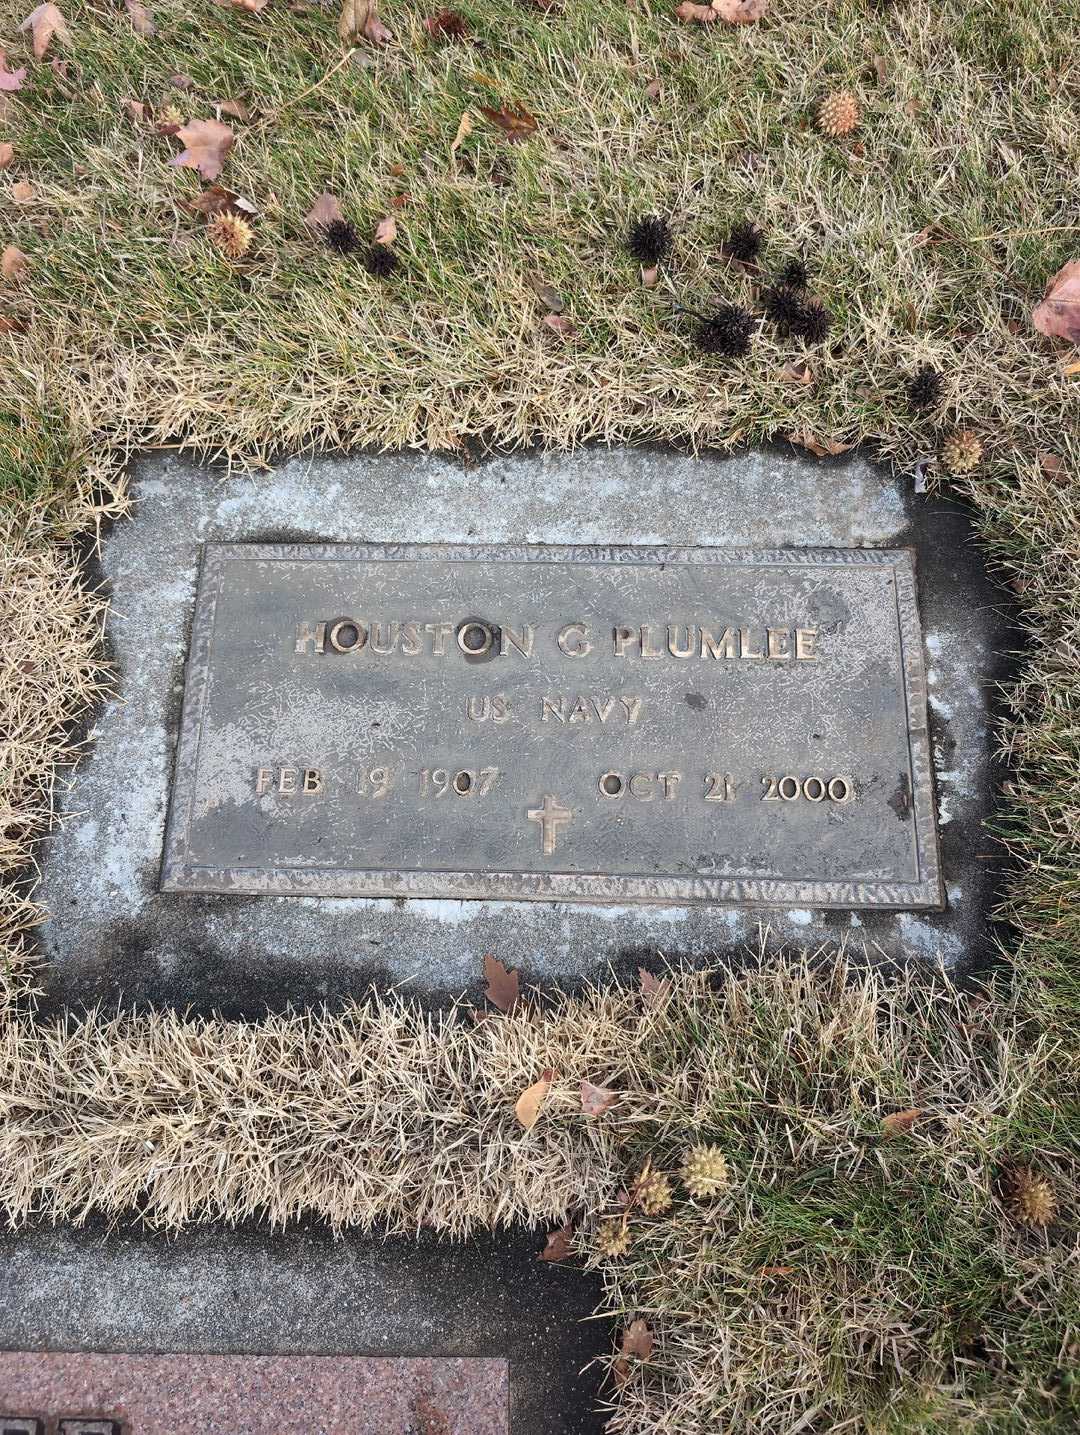 HOUSTON G PLUMLEE
US NAVY
FEB 19 1907 OCT 21 2000